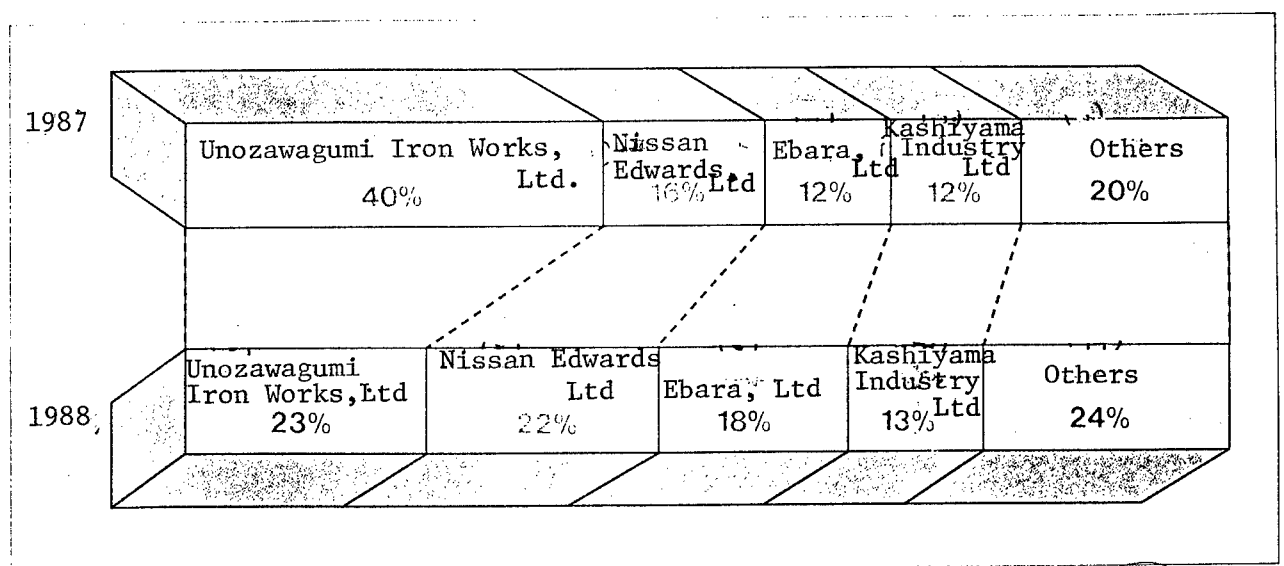 1987
Unozawagumi Iron Works,
Ltd.
40%
Nissan
Edwards,
Ltd
16%
Ebara,
Ltd
12%
Kashiyama
Industry
Ltd
12%
Others
20%
1988
Unozawagumi
Iron Works,Ltd
23%
Nissan Edwards
Ltd
22%
Ebara, Ltd
18%
Kashiyama
Industry
Ltd
13%
Others
24%